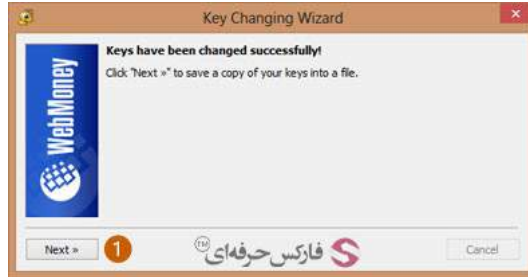 Key Changing Wizard
Keys have been changed successfully!
Click "Next »" to save a copy of your keys into a file.
WebMoney
Next »
1
فارکس حرفه‌ای TM
Cancel